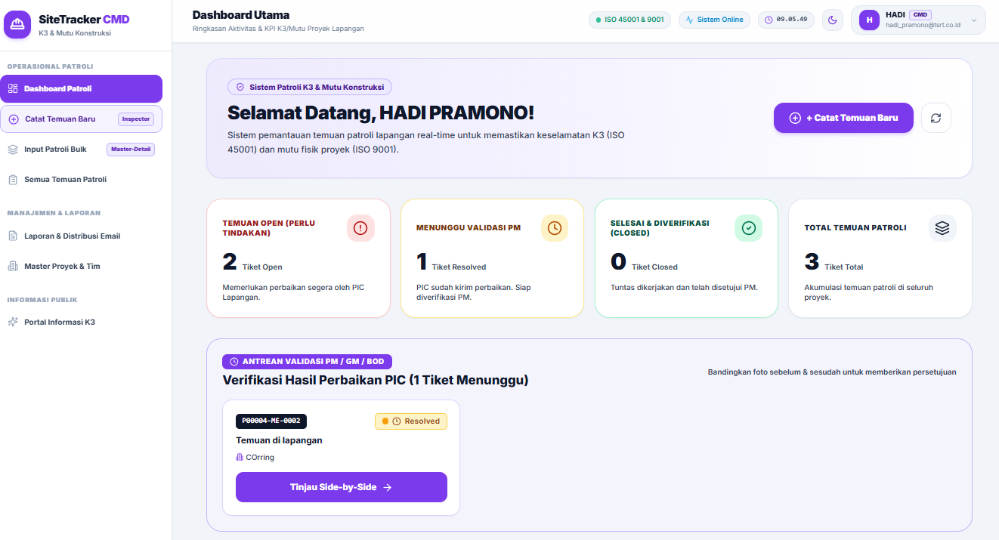 SiteTracker CMD
K3 & Mutu Konstruksi
OPERASIONAL PATROLI
Dashboard Patroli
Catat Temuan Baru
Inspector
Input Patroli Bulk
Master-Detail
Semua Temuan Patroli
MANAJEMEN & LAPORAN
Laporan & Distribusi Email
Master Proyek & Tim
INFORMASI PUBLIK
Portal Informasi K3
Dashboard Utama
Ringkasan Aktivitas & KPI K3/Mutu Proyek Lapangan
ISO 45001 & 9001
Sistem Online
09.05.49
H
HADI CMD
hadi_pramono@tsrt.co.id
Sistem Patroli K3 & Mutu Konstruksi
Selamat Datang, HADI PRAMONO!
Sistem pemantauan temuan patroli lapangan real-time untuk memastikan keselamatan K3 (ISO
45001) dan mutu fisik proyek (ISO 9001).
+ Catat Temuan Baru
TEMUAN OPEN (PERLU
TINDAKAN)
2 Tiket Open
Memerlukan perbaikan segera oleh PIC
Lapangan.
MENUNGGU VALIDASI PM
1 Tiket Resolved
PIC sudah kirim perbaikan. Siap
diverifikasi PM.
SELESAI & DIVERIFIKASI
(CLOSED)
0 Tiket Closed
Tuntas dikerjakan dan telah disetujui PM.
TOTAL TEMUAN PATROLI
3 Tiket Total
Akumulasi temuan patroli di seluruh
proyek.
ANTREAN VALIDASI PM / GM / BOD
Verifikasi Hasil Perbaikan PIC (1 Tiket Menunggu)
Bandingkan foto sebelum & sesudah untuk memberikan persetujuan
P00004-ME-0002
Resolved
Temuan di lapangan
COrring
Tinjau Side-by-Side